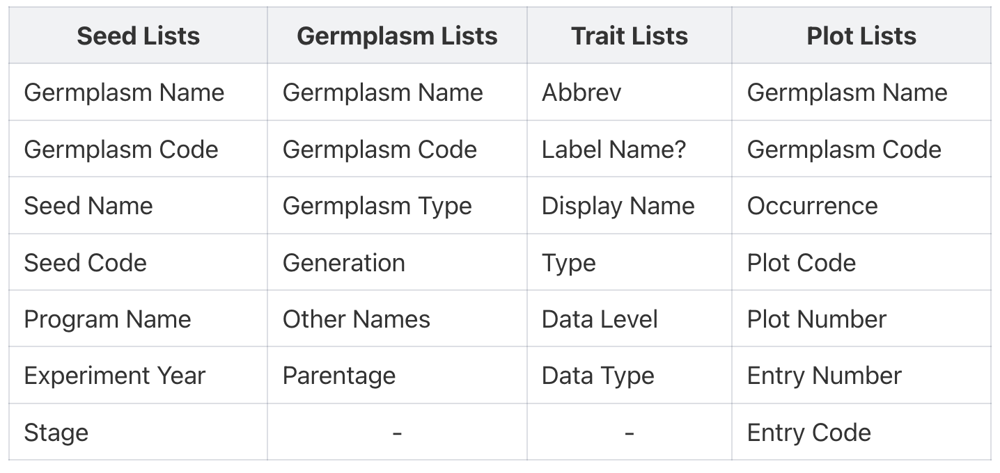 Seed Lists Germplasm Lists Trait Lists Plot Lists
Germplasm Name Germplasm Name Abbrev Germplasm Name
Germplasm Code Germplasm Code Label Name? Germplasm Code
Seed Name Germplasm Type Display Name Occurrence
Seed Code Generation Type Plot Code
Program Name Other Names Data Level Plot Number
Experiment Year Parentage Data Type Entry Number
Stage - - Entry Code